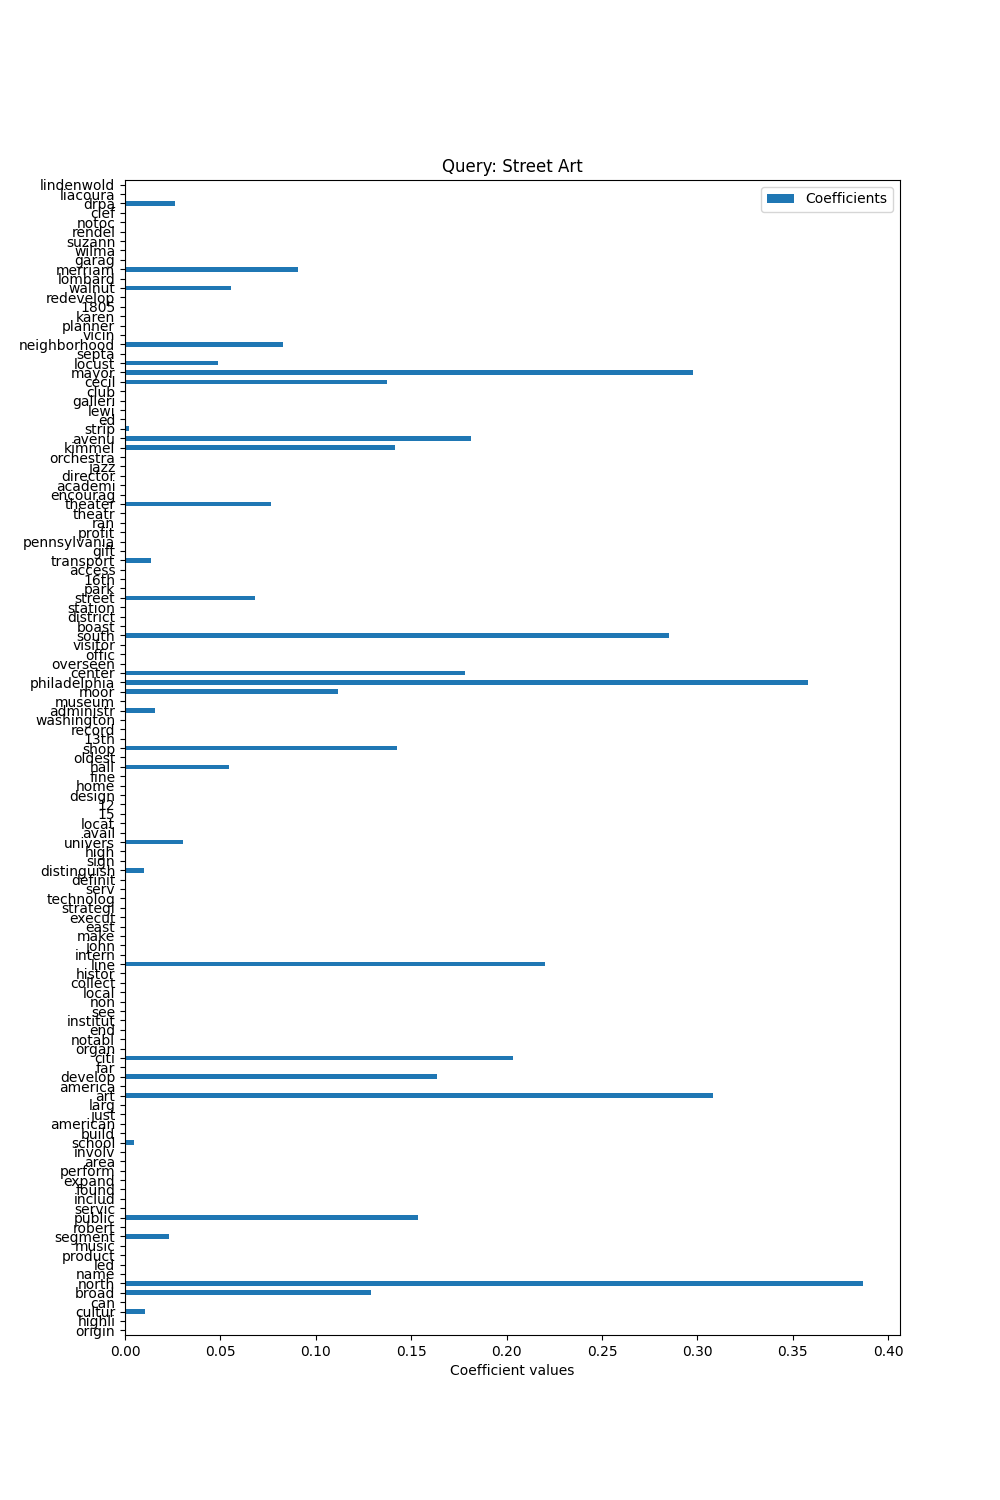 Query: Street Art
Coefficients
lindenwold
liacoura
drpa
clef
notoc
rendel
suzann
wilma
garag
merriam
lombard
walnut
redevelop
1805
karen
planner
vicin
neighborhood
septa
locust
mayor
cecil
club
galleri
lewi
ed
strip
avenu
kimmel
orchestra
jazz
director
academi
encourag
theater
theatr
ran
profit
pennsylvania
gift
transport
access
16th
park
street
station
district
boast
south
visitor
offic
overseen
center
philadelphia
moor
museum
administr
washington
record
13th
shop
oldest
hall
fine
home
design
12
15
locat
avail
univers
high
sign
distinguish
definit
serv
technolog
strategi
execut
east
make
john
intern
line
histor
collect
local
non
see
institut
end
notabl
organ
citi
far
develop
america
art
larg
just
american
build
school
involv
area
perform
expand
found
includ
servic
public
robert
segment
music
product
led
name
north
broad
can
cultur
highli
origin
0.00 0.05 0.10 0.15 0.20 0.25 0.30 0.35 0.40
Coefficient values